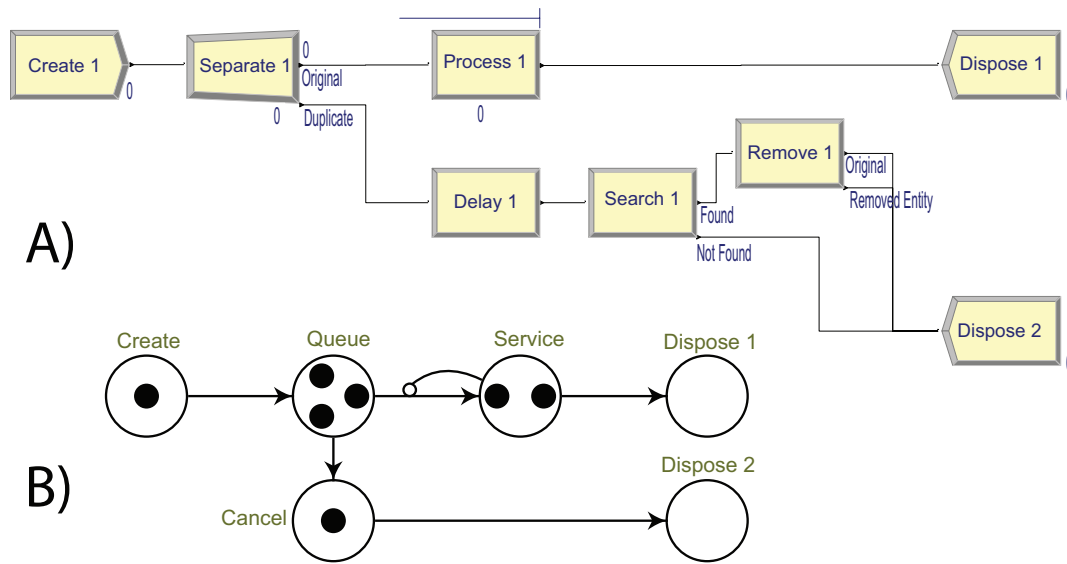 Create 1
0
Separate 1
0
Original
0
Duplicate
Process 1
0
Dispose 1
Delay 1
Search 1
Found
Not Found
Remove 1
Original
Removed Entity
Dispose 2
A)
Create
Queue
Service
Dispose 1
Cancel
Dispose 2
B)